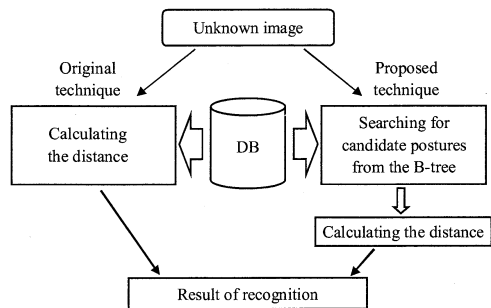 Unknown image
Original
technique
Proposed
technique
Calculating
the distance
DB
Searching for
candidate postures
from the B-tree
Calculating the distance
Result of recognition